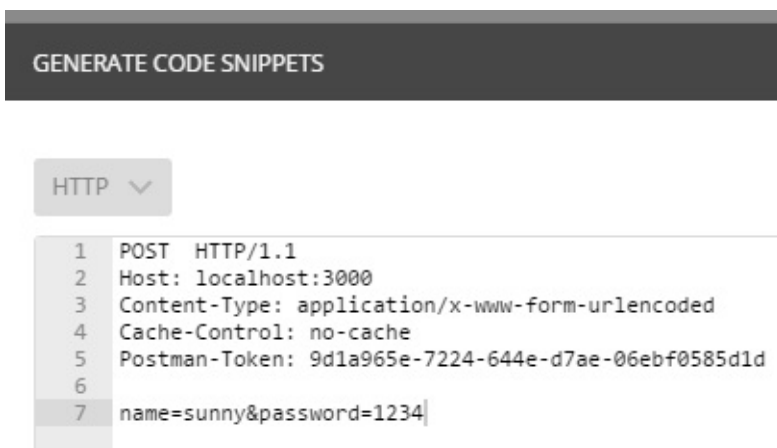 GENERATE CODE SNIPPETS
HTTP
1 POST  HTTP/1.1
2 Host: localhost:3000
3 Content-Type: application/x-www-form-urlencoded
4 Cache-Control: no-cache
5 Postman-Token: 9d1a965e-7224-644e-d7ae-06ebf0585d1d
6
7 name=sunny&password=1234